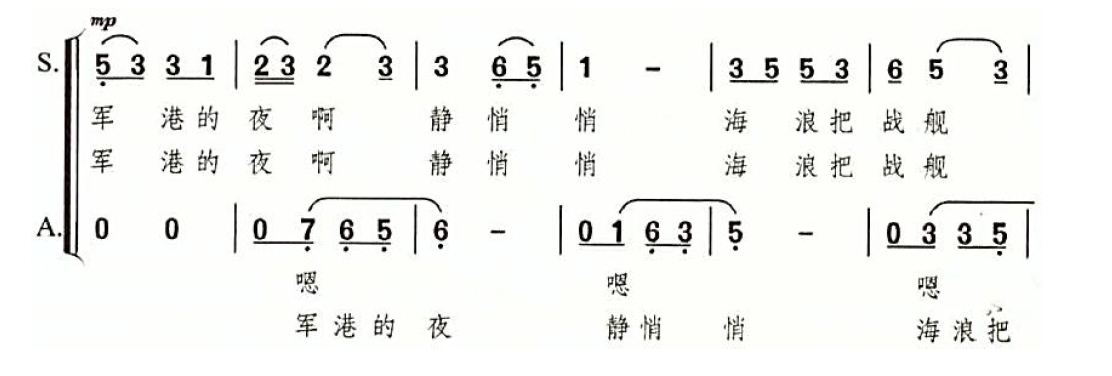 mp
S. 5 3 3 1 | 2 3 2 3 | 3 6 5 | 1 - | 3 5 5 3 | 6 5 3 |
军 港 的 夜 啊 静 悄 悄 海 浪 把 战 舰
军 港 的 夜 啊 静 悄 悄 海 浪 把 战 舰
A. 0 0 | 0 7 6 5 | 6 - | 0 1 6 3 | 5 - | 0 3 3 5 |
嗯 嗯 嗯
军 港 的 夜 静 悄 悄 海 浪 把